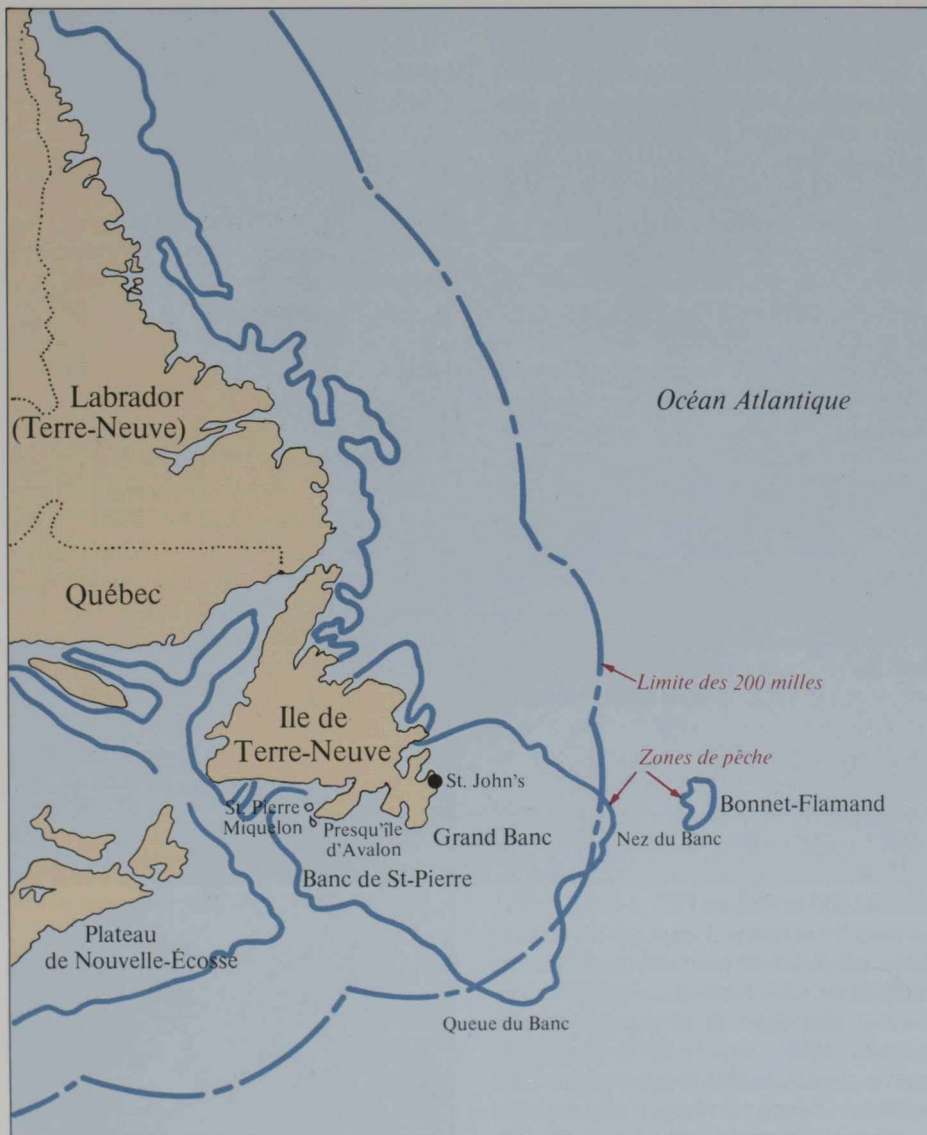 Océan Atlantique
Labrador
(Terre-Neuve)
Québec
Limite des 200 milles
Ile de
Terre-Neuve
Zones de pêche
St. John's
Bonnet-Flamand
St. Pierre
Miquelon
Presqu'île
d'Avalon
Grand Banc
Nez du Banc
Banc de St-Pierre
Plateau
de Nouvelle-Écosse
Queue du Banc